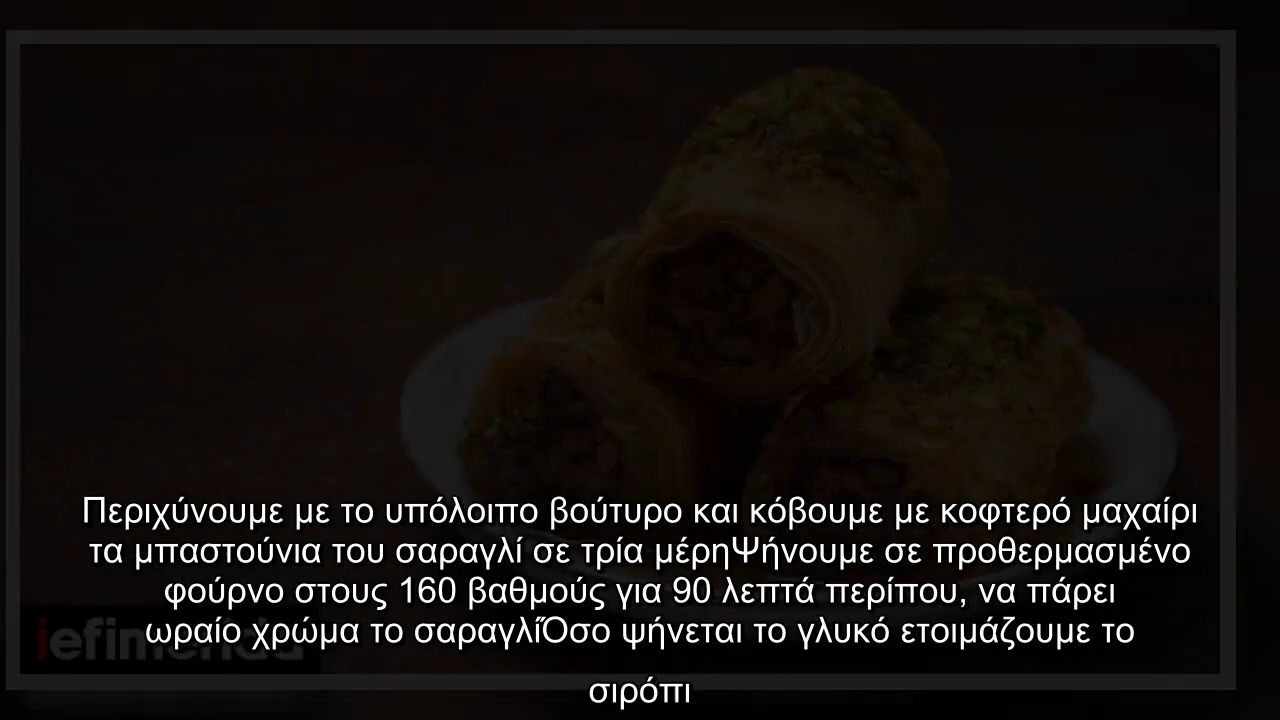 Περιχύνουμε με το υπόλοιπο βούτυρο και κόβουμε με κοφτερό μαχαίρι
τα μπαστούνια του σαραγλί σε τρία μέρηΨήνουμε σε προθερμασμένο
φούρνο στους 160 βαθμούς για 90 λεπτά περίπου, να πάρει
ωραίο χρώμα το σαραγλίΌσο ψήνεται το γλυκό ετοιμάζουμε το
iefimerida
σιρόπι